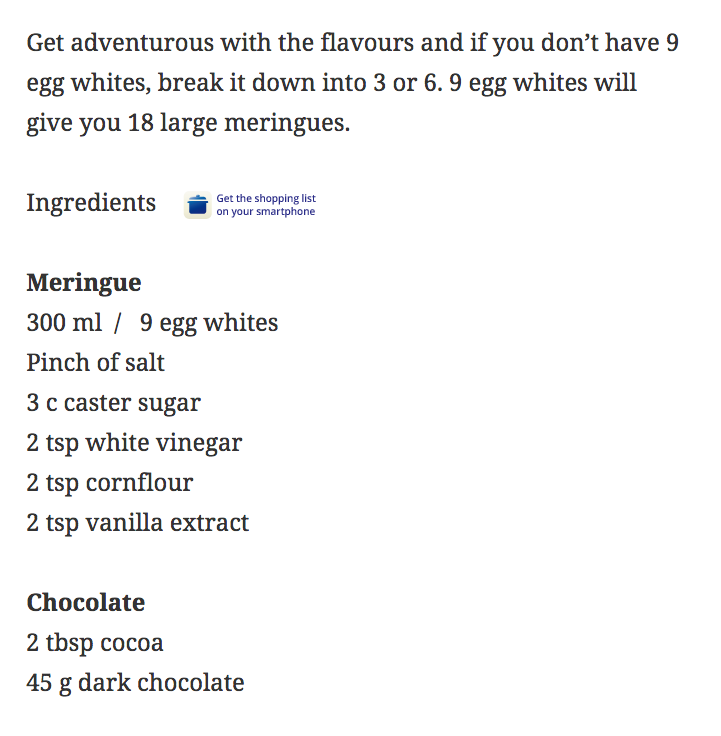 Get adventurous with the flavours and if you don’t have 9
egg whites, break it down into 3 or 6. 9 egg whites will
give you 18 large meringues.
Ingredients
Get the shopping list
on your smartphone
Meringue
300 ml / 9 egg whites
Pinch of salt
3 c caster sugar
2 tsp white vinegar
2 tsp cornflour
2 tsp vanilla extract
Chocolate
2 tbsp cocoa
45 g dark chocolate